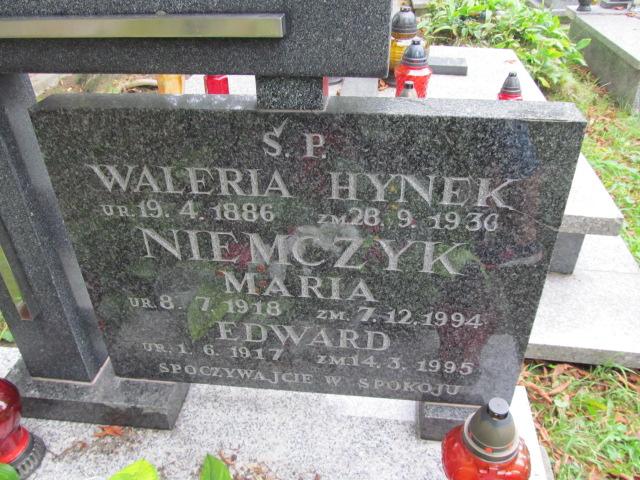 Ś. P.
WALERIA HYNEK
UR. 19. 4. 1886 ZM. 28. 9. 1936
NIEMCZYK
MARIA
UR. 8. 7. 1918 ZM. 7. 12. 1994
EDWARD
UR. 1. 6. 1917 ZM. 14. 3. 1995
SPOCZYWAJCIE W SPOKOJU